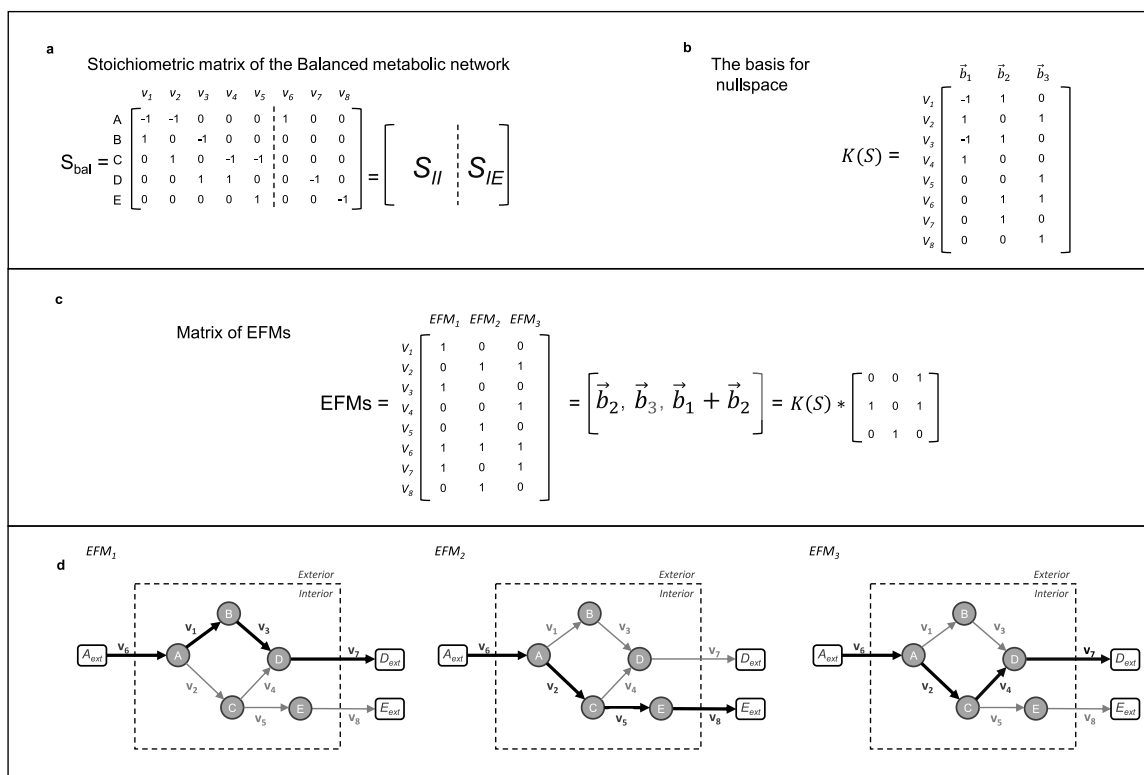 a
Stoichiometric matrix of the Balanced metabolic network
v1 v2 v3 v4 v5 v6 v7 v8
A -1 -1 0 0 0 1 0 0
B 1 0 -1 0 0 0 0 0
Sbal = C 0 1 0 -1 -1 0 0 0 = [ SII SIE ]
D 0 0 1 1 0 0 -1 0
E 0 0 0 0 1 0 0 -1
b
The basis for
nullspace
b⃗1 b⃗2 b⃗3
V1 -1 1 0
V2 1 0 1
V3 -1 1 0
K(S) = V4 1 0 0
V5 0 0 1
V6 0 1 1
V7 0 1 0
V8 0 0 1
c
Matrix of EFMs
EFM1 EFM2 EFM3
V1 1 0 0
V2 0 1 1
V3 1 0 0
V4 0 0 1
EFMs = [b⃗2, b⃗3, b⃗1 + b⃗2] = K(S) *
V5 0 1 0
V6 1 1 1
V7 1 0 1
V8 0 1 0
0 0 1
1 0 1
0 1 0
d
EFM1
Exterior
Interior
Aext v6 A v1 B v3 D v7 Dext
v2 C v4 v5 E v8 Eext
EFM2
Exterior
Interior
Aext v6 A v1 B v3 D v7 Dext
v2 C v4 v5 E v8 Eext
EFM3
Exterior
Interior
Aext v6 A v1 B v3 D v7 Dext
v2 C v4 v5 E v8 Eext